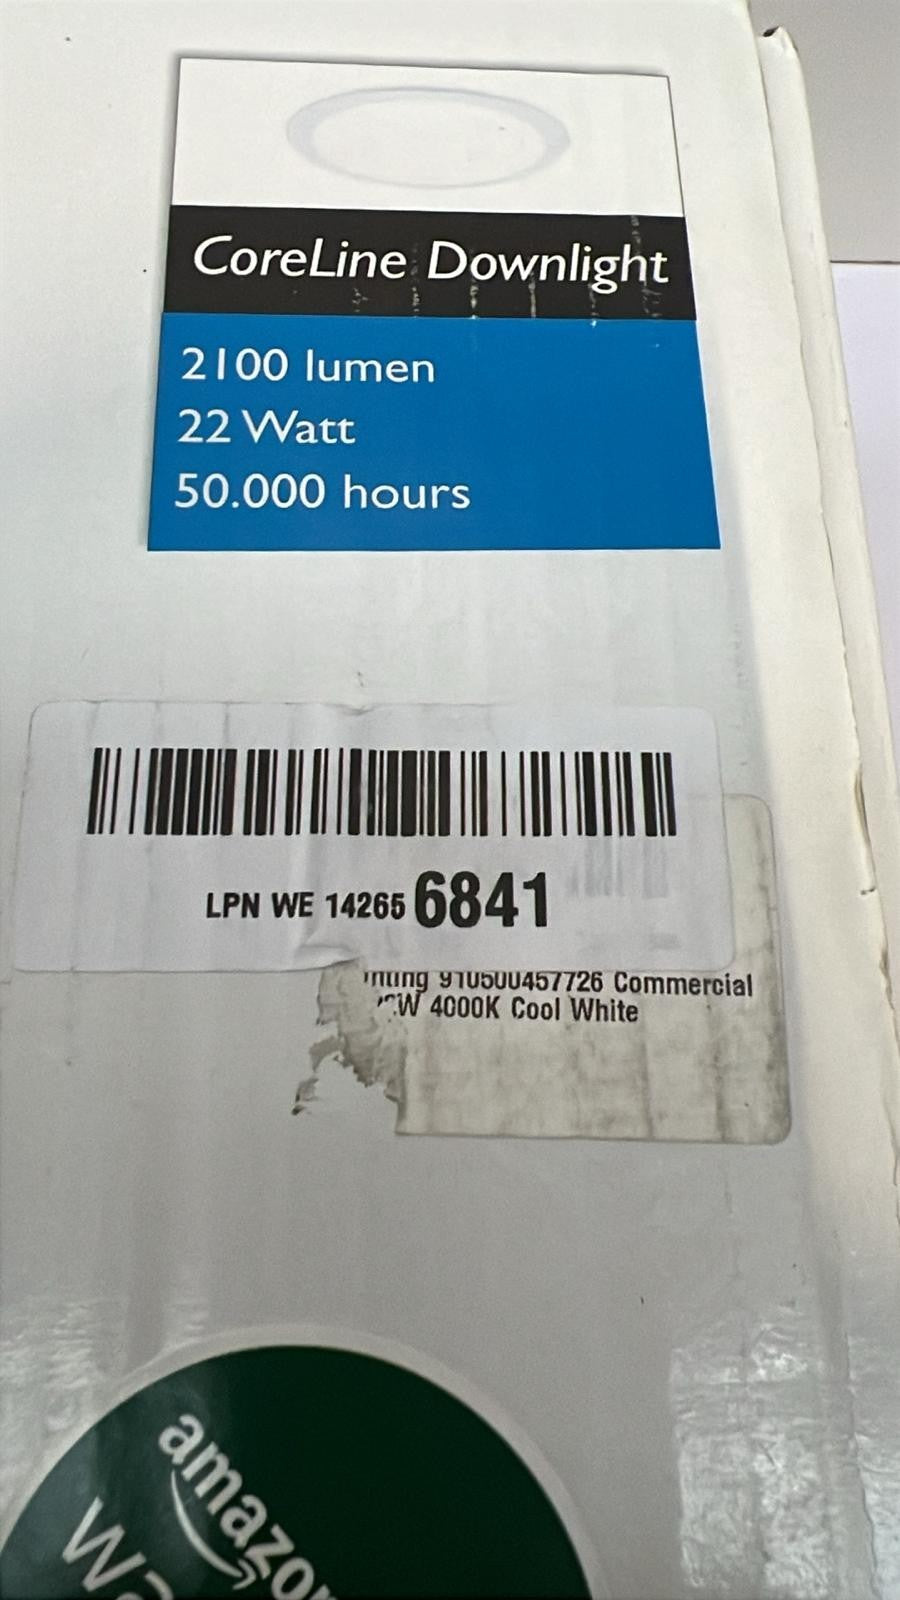 CoreLine Downlight
2100 lumen
22 Watt
50.000 hours
LPN WE 14265 6841
910500457726 Commercial
4000K Cool White
amazon